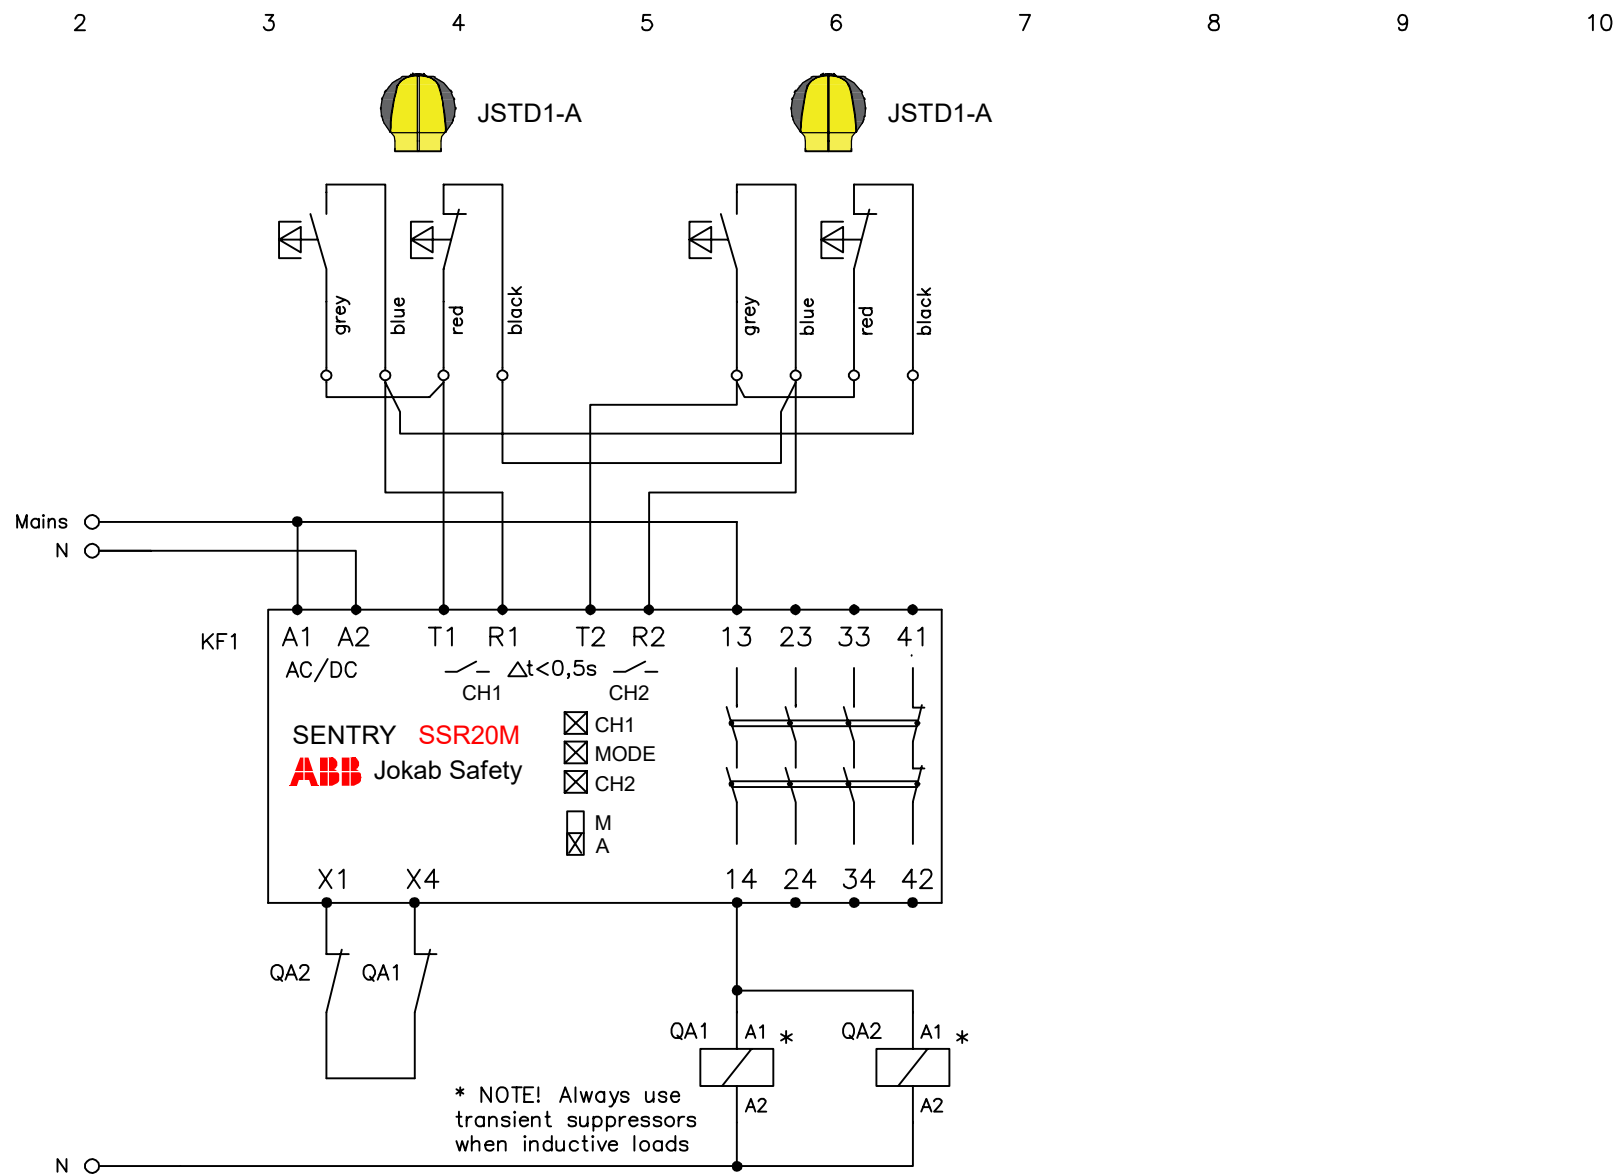 2 3 4 5 6 7 8 9 10
JSTD1-A JSTD1-A
grey blue red black grey blue red black
Mains
N
KF1 A1 A2 T1 R1 T2 R2 13 23 33 41
AC/DC Δt<0,5s
CH1 CH2
SENTRY SSR20M
ABB Jokab Safety
CH1
MODE
CH2
M
A
X1 X4 14 24 34 42
QA2 QA1
QA1 A1 * QA2 A1 *
A2 A2
* NOTE! Always use
transient suppressors
when inductive loads
N